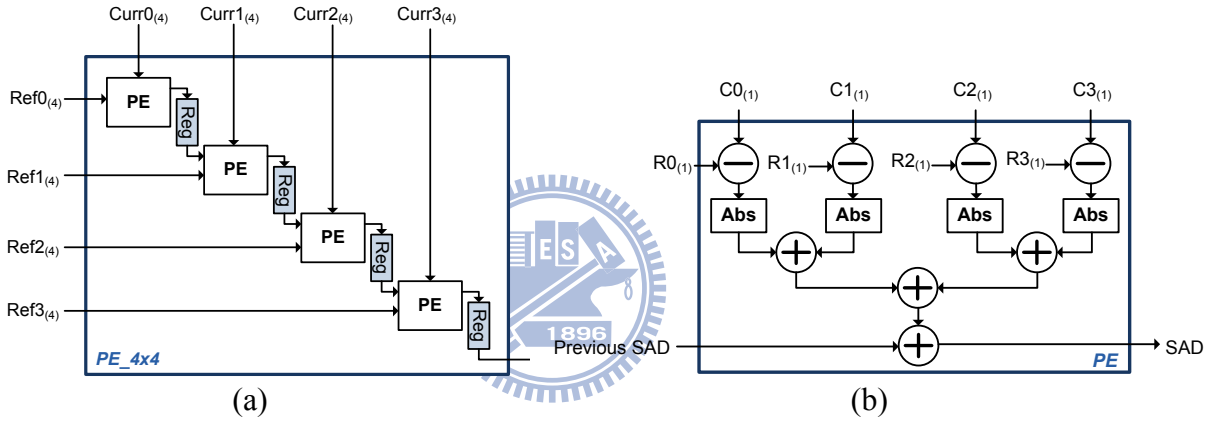 Curr0(4) Curr1(4) Curr2(4) Curr3(4)
Ref0(4)
PE
Reg
Ref1(4)
PE
Reg
Ref2(4)
PE
Reg
Ref3(4)
PE
Reg
PE_4x4
(a)
C0(1) C1(1) C2(1) C3(1)
R0(1) R1(1) R2(1) R3(1)
Abs Abs Abs Abs
Previous SAD
SAD
PE
(b)
E S A
1896